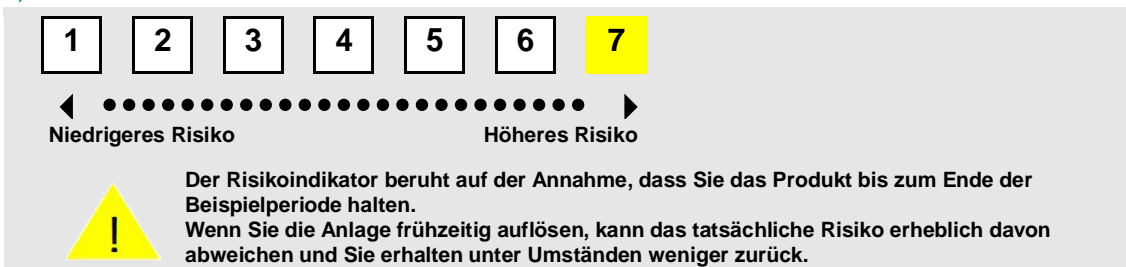 1 2 3 4 5 6 7
Niedrigeres Risiko Höheres Risiko
Der Risikoindikator beruht auf der Annahme, dass Sie das Produkt bis zum Ende der
Beispielperiode halten.
Wenn Sie die Anlage frühzeitig auflösen, kann das tatsächliche Risiko erheblich davon
abweichen und Sie erhalten unter Umständen weniger zurück.
!